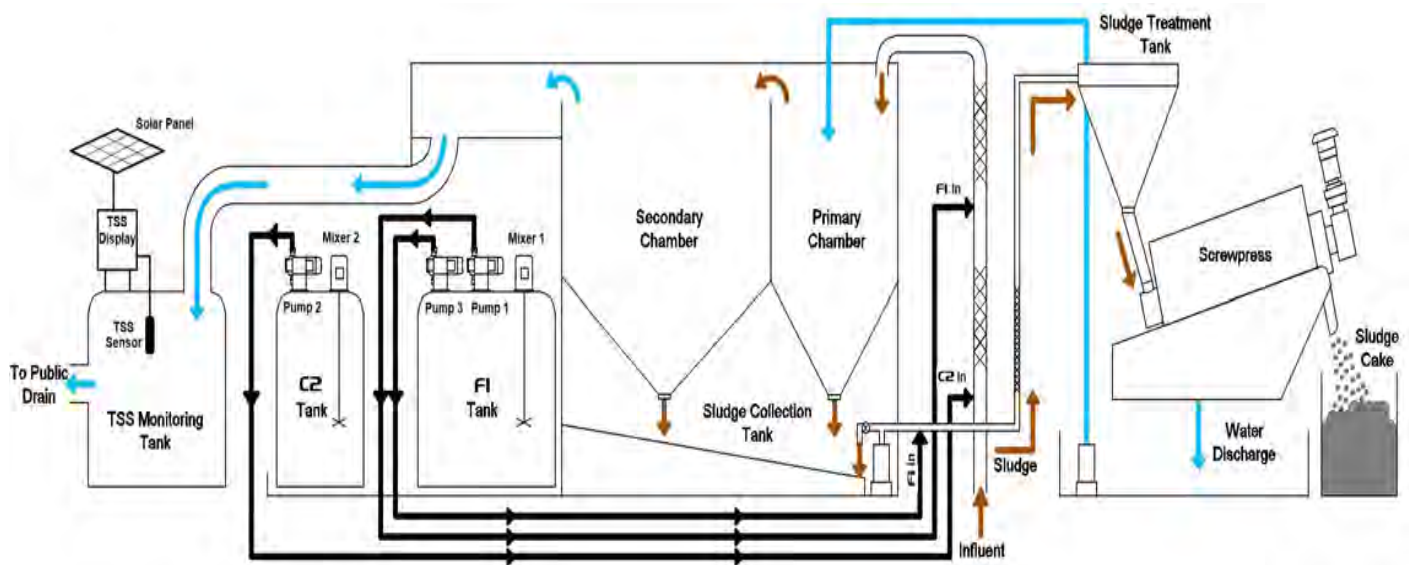 Sludge Treatment
Tank
Solar Panel
TSS
Display
TSS
Sensor
To Public
Drain
TSS Monitoring
Tank
Mixer 2
Pump 2
C2
Tank
Mixer 1
Pump 3
Pump 1
F1
Tank
Secondary
Chamber
Primary
Chamber
Sludge Collection
Tank
F1 in
F1 In
C2 In
Sludge
Influent
Screwpress
Water
Discharge
Sludge
Cake